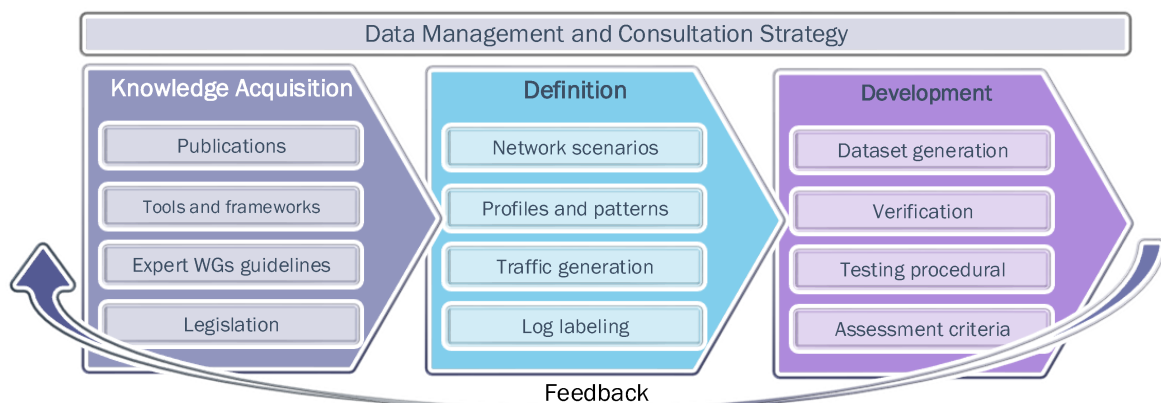 Data Management and Consultation Strategy
Knowledge Acquisition
Publications
Tools and frameworks
Expert WGs guidelines
Legislation
Definition
Network scenarios
Profiles and patterns
Traffic generation
Log labeling
Development
Dataset generation
Verification
Testing procedural
Assessment criteria
Feedback